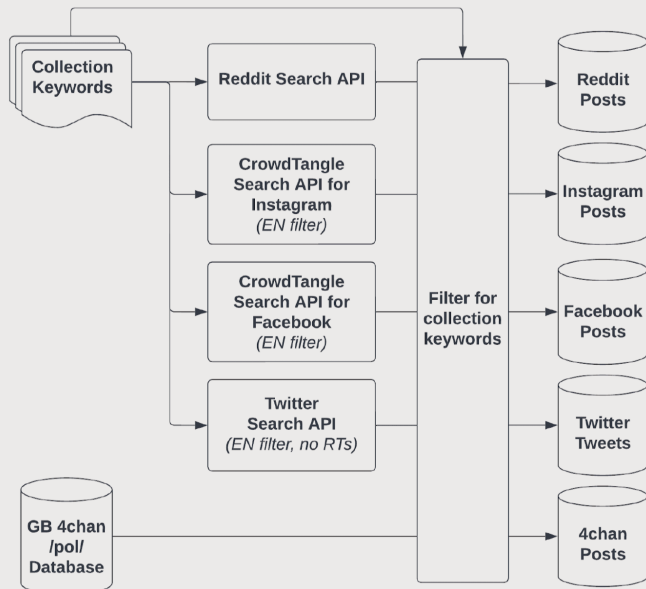 Collection
Keywords
Reddit Search API
Reddit
Posts
CrowdTangle
Search API for
Instagram
(EN filter)
Instagram
Posts
CrowdTangle
Search API for
Facebook
(EN filter)
Filter for
collection
keywords
Facebook
Posts
Twitter
Search API
(EN filter, no RTs)
Twitter
Tweets
GB 4chan
/pol/
Database
4chan
Posts